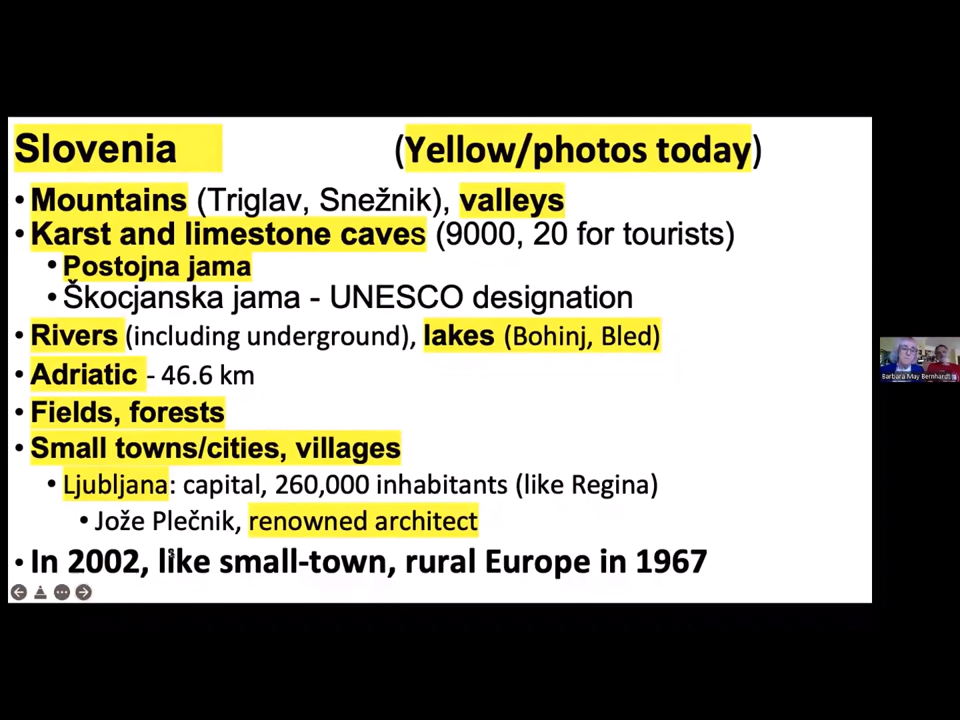 Slovenia (Yellow/photos today)
• Mountains (Triglav, Snežnik), valleys
• Karst and limestone caves (9000, 20 for tourists)
• Postojna jama
• Škocjanska jama - UNESCO designation
• Rivers (including underground), lakes (Bohinj, Bled)
• Adriatic - 46.6 km
• Fields, forests
• Small towns/cities, villages
• Ljubljana: capital, 260,000 inhabitants (like Regina)
• Jože Plečnik, renowned architect
• In 2002, like small-town, rural Europe in 1967
Barbara May Bernhardt